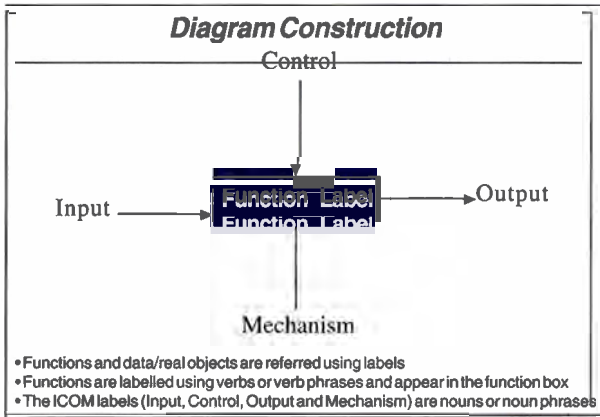 Diagram Construction
Control
Function Label
Function Label
Input
Output
Mechanism
• Functions and data/real objects are referred using labels
• Functions are labelled using verbs or verb phrases and appear in the function box
• The ICOM labels (Input, Control, Output and Mechanism) are nouns or noun phrases